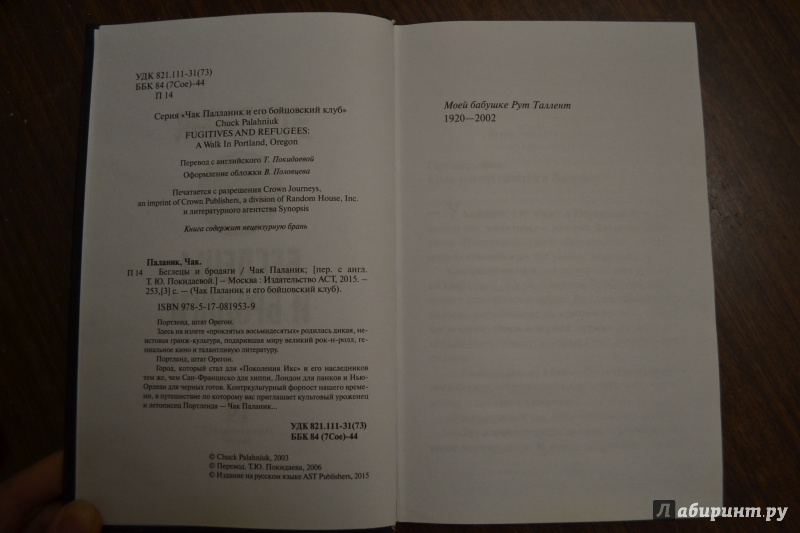 УДК 821.111-31(73)
ББК 84 (7Сое)-44
П 14
Серия «Чак Паланик и его бойцовский клуб»
Chuck Palahniuk
FUGITIVES AND REFUGEES:
A Walk In Portland, Oregon
Перевод с английского Т. Покидаевой
Оформление обложки В. Половцева
Печатается с разрешения Crown Journeys,
an imprint of Crown Publishers, a division of Random House, Inc.
и литературного агентства Synopsis
Книга содержит нецензурную брань
Паланик, Чак.
П 14 Беглецы и бродяги / Чак Паланик; [пер. с англ.
Т. Ю. Покидаевой.] – Москва : Издательство АСТ, 2015. –
253,[3] с. – (Чак Паланик и его бойцовский клуб).
ISBN 978-5-17-081953-9
Портленд, штат Орегон.
Здесь на излете «проклятых восьмидесятых» родилась дикая, не-
истовая гранж-культура, подарившая миру великий рок-н-ролл, ге-
ниальное кино и талантливую литературу.
Портленд, штат Орегон.
Город, который стал для «Поколения Икс» и его наследников
тем же, чем Сан-Франциско для хиппи, Лондон для панков и Нью-
Орлеан для черных готов. Контркультурный форпост нашего време-
ни, в путешествие по которому вас приглашает культовый уроженец
и летописец Портленда — Чак Паланик...
УДК 821.111-31(73)
ББК 84 (7Сое)-44
© Chuck Palahniuk, 2003
© Перевод. Т.Ю. Покидаева, 2006
© Издание на русском языке AST Publishers, 2015
Моей бабушке Рут Таллент
1920—2002
Лабиринт.ру